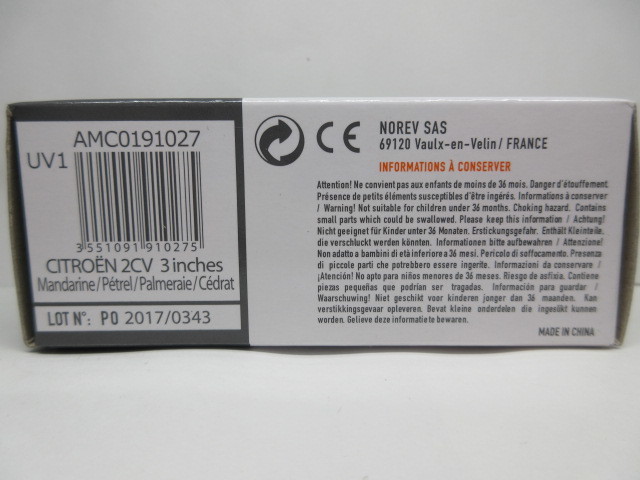 AMC0191027
UV1
3 551091 910275
CITROËN 2CV 3 inches
Mandarine/Pétrel/Palmeraie/Cédrat
LOT N°: PO 2017/0343
CE
NOREV SAS
69120 Vaulx-en-Velin / FRANCE
INFORMATIONS À CONSERVER
Attention! Ne convient pas aux enfants de moins de 36 mois. Danger d'étouffement.
Présence de petits éléments susceptibles d'être ingérés. Informations à conserver
/ Warning! Not suitable for children under 36 months. Choking hazard. Contains
small parts which could be swallowed. Please keep this information / Achtung!
Nicht geeignet für Kinder unter 36 Monaten. Erstickungsgefahr. Enthält Kleinteile,
die verschluckt werden können. Informationen bitte aufbewahren / Attenzione!
Non adatto a bambini di età inferiore a 36 mesi. Pericolo di soffocamento. Presenza
di piccole parti che potrebbero essere ingerite. Informazioni da conservare /
¡Atención! No apto para niños menores de 36 meses. Riesgo de asfixia. Contiene
piezas pequeñas que podrían ser tragadas. Información para guardar /
Waarschuwing! Niet geschikt voor kinderen jonger dan 36 maanden. Kan
verstikkingsgevaar opleveren. Bevat kleine onderdelen die ingeslikt kunnen
worden. Gelieve deze informatie te bewaren.
MADE IN CHINA